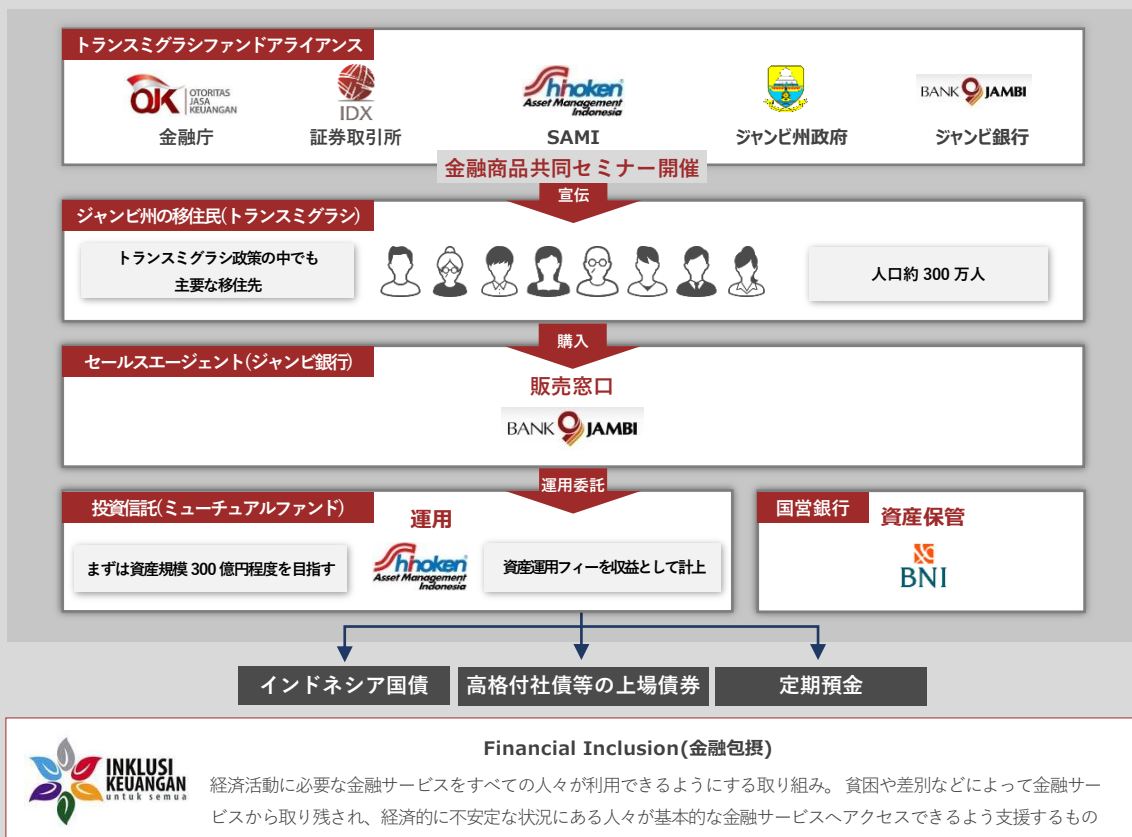 トランスミグラシファンドアライアンス
OJK OTORITAS JASA KEUANGAN
IDX
Shhoken Asset Management Indonesia
BANK 9 JAMBI
金融庁
証券取引所
SAMI
ジャンビ州政府
ジャンビ銀行
金融商品共同セミナー開催
宣伝
ジャンビ州の移住民(トランスミグラシ)
トランスミグラシ政策の中でも
主要な移住先
人口約 300 万人
購入
セールスエージェント(ジャンビ銀行)
販売窓口
BANK 9 JAMBI
運用委託
投資信託(ミューチュアルファンド)
運用
まずは資産規模 300 億円程度を目指す
Shhoken Asset Management Indonesia
資産運用フィーを収益として計上
国営銀行
資産保管
BNI
インドネシア国債
高格付社債等の上場債券
定期預金
INKLUSI
KEUANGAN
untuk semua
Financial Inclusion(金融包摂)
経済活動に必要な金融サービスをすべての人々が利用できるようにする取り組み。 貧困や差別などによって金融サー
ビスから取り残され、経済的に不安定な状況にある人々が基本的な金融サービスへアクセスできるよう支援するもの